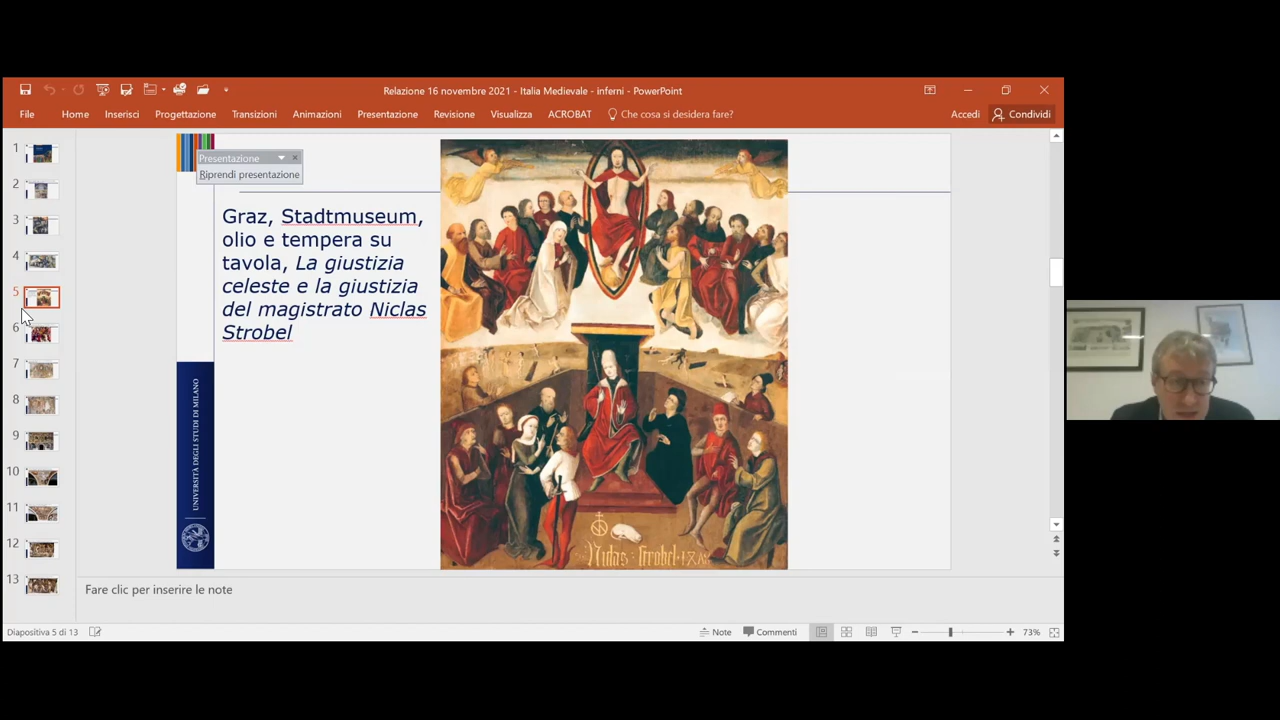 Relazione 16 novembre 2021 - Italia Medievale - inferni - PowerPoint
File Home Inserisci Progettazione Transizioni Animazioni Presentazione Revisione Visualizza ACROBAT Che cosa si desidera fare? Accedi Condividi
Presentazione
Riprendi presentazione
1
2
3
4
5
6
7
8
9
10
11
12
13
Graz, Stadtmuseum,
olio e tempera su
tavola, La giustizia
celeste e la giustizia
del magistrato Niclas
Strobel
UNIVERSITÀ DEGLI STUDI DI MILANO
Niclas Strobel
Fare clic per inserire le note
Diapositiva 5 di 13 Note Commenti 73%